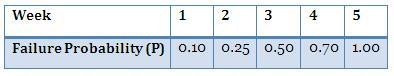 Week 1 2 3 4 5
Failure Probability (P) 0.10 0.25 0.50 0.70 1.00